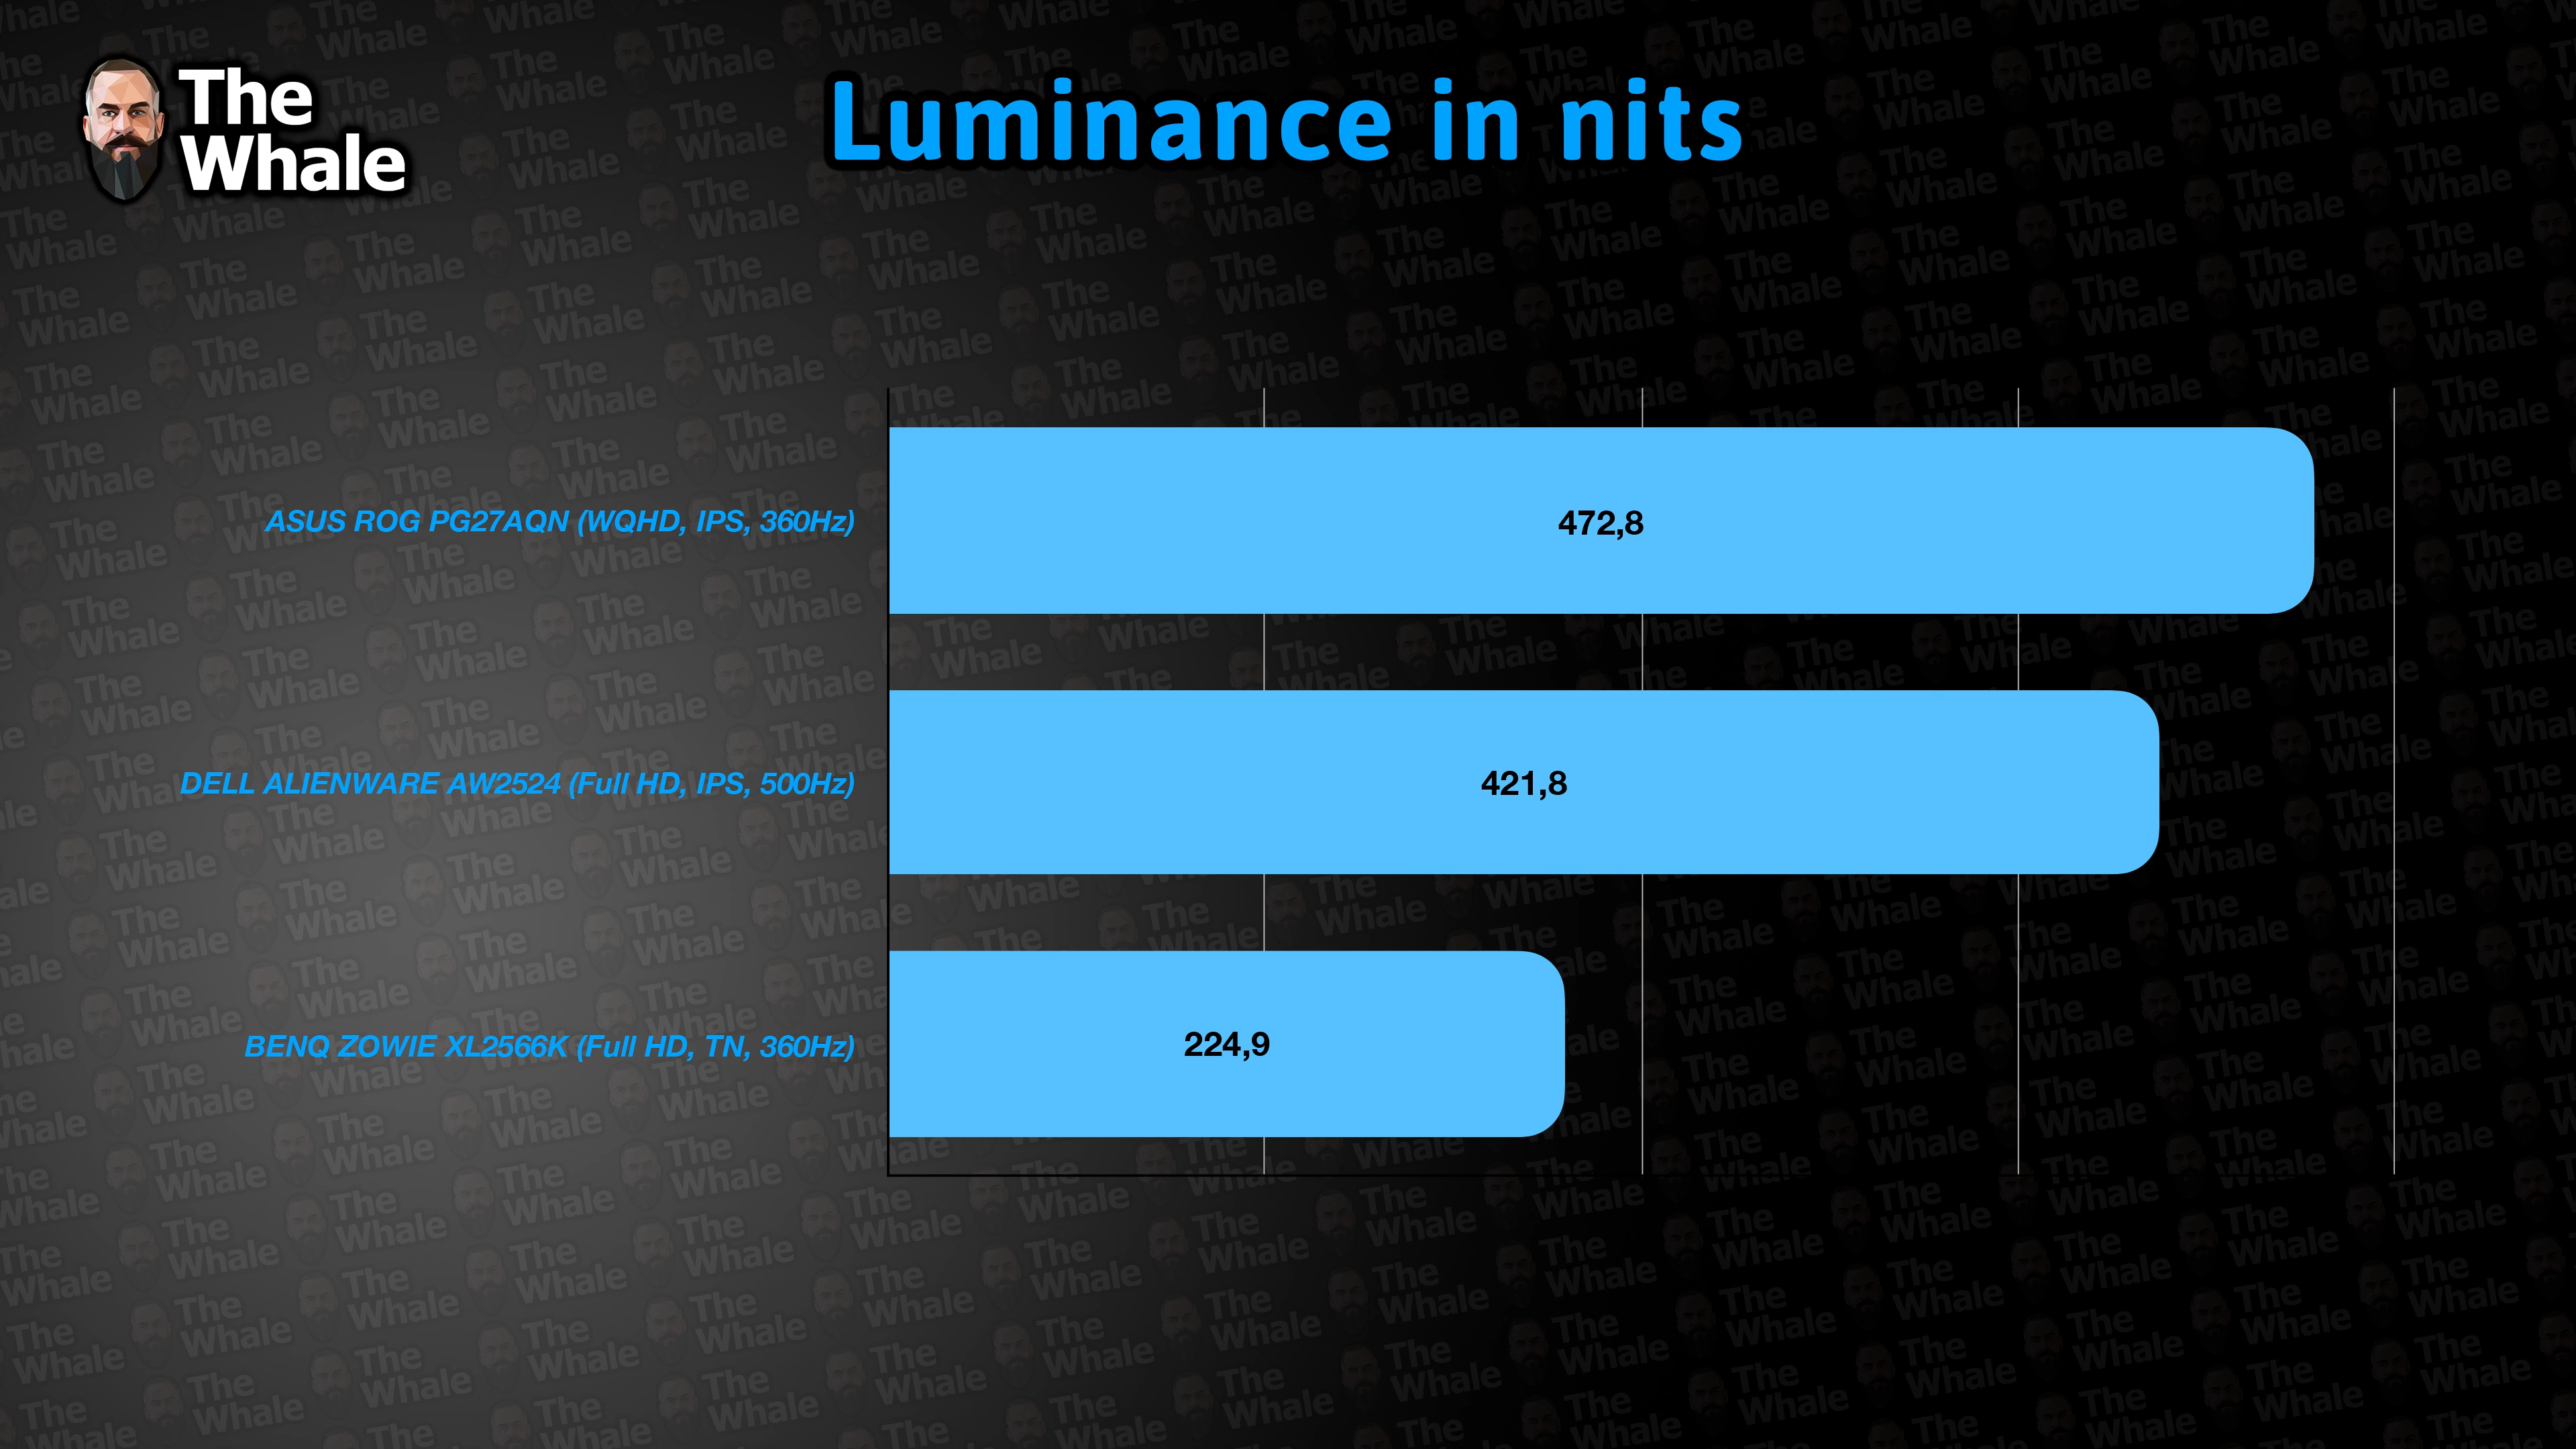 The
Whale
Luminance in nits
ASUS ROG PG27AQN (WQHD, IPS, 360Hz)
472,8
DELL ALIENWARE AW2524 (Full HD, IPS, 500Hz)
421,8
BENQ ZOWIE XL2566K (Full HD, TN, 360Hz)
224,9